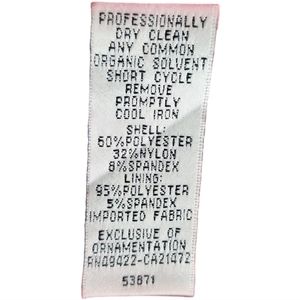 PROFESSIONALLY
DRY CLEAN
ANY COMMON
ORGANIC SOLVENT
SHORT CYCLE
REMOVE
PROMPTLY
COOL IRON
SHELL:
60%POLYESTER
32%NYLON
8%SPANDEX
LINING:
95%POLYESTER
5%SPANDEX
IMPORTED FABRIC
EXCLUSIVE OF
ORNAMENTATION
RN09422-CA21472
53871